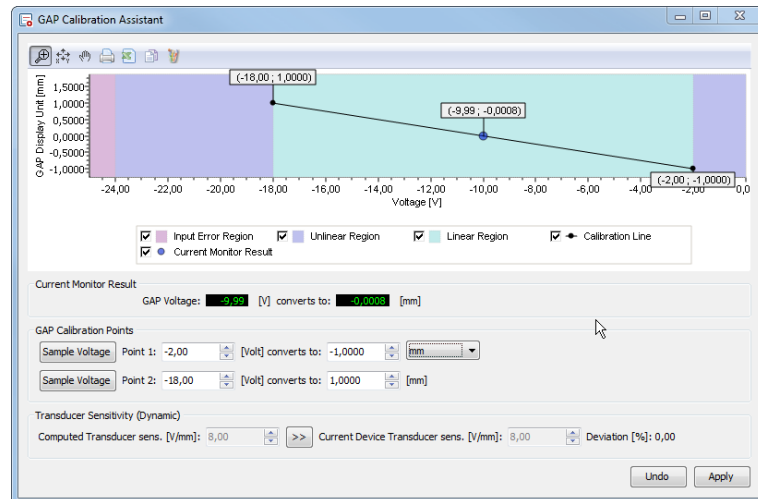 GAP Calibration Assistant
GAP Display Unit [mm]
1,5000
1,0000
0,5000
0,0000
-0,5000
-1,0000
(-18,00 ; 1,0000)
(-9,99 ; -0,0008)
(-2,00 ; -1,0000)
-24,00 -22,00 -20,00 -18,00 -16,00 -14,00 -12,00 -10,00 -8,00 -6,00 -4,00 -2,00 0,0
Voltage [V]
Input Error Region Unlinear Region Linear Region Calibration Line
Current Monitor Result
Current Monitor Result
GAP Voltage: -9,99 [V] converts to: -0,0008 [mm]
GAP Calibration Points
Sample Voltage Point 1: -2,00 [Volt] converts to: -1,0000 mm
Sample Voltage Point 2: -18,00 [Volt] converts to: 1,0000 [mm]
Transducer Sensitivity (Dynamic)
Computed Transducer sens. [V/mm]: 8,00 >> Current Device Transducer sens. [V/mm]: 8,00 Deviation [%]: 0,00
Undo Apply